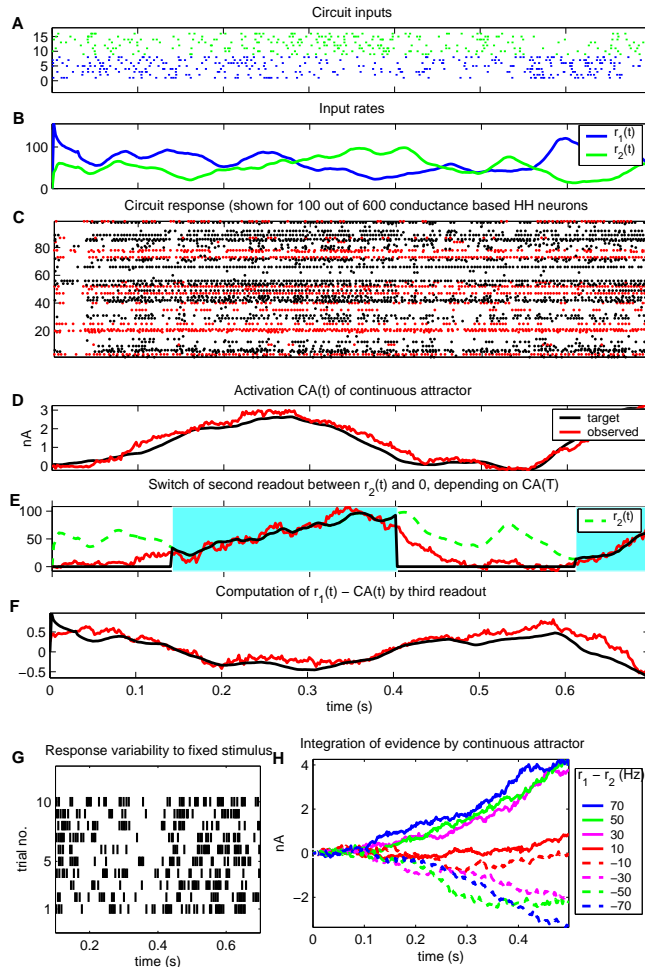 Circuit inputs
A
15
10
5
0
Input rates
B
100
0
r1(t)
r2(t)
Circuit response (shown for 100 out of 600 conductance based HH neurons
C
80
60
40
20
Activation CA(t) of continuous attractor
D
3
2
1
0
nA
target
observed
Switch of second readout between r2(t) and 0, depending on CA(T)
E
100
50
0
r2(t)
Computation of r1(t) − CA(t) by third readout
F
0.5
0
−0.5
0 0.1 0.2 0.3 0.4 0.5 0.6
time (s)
Response variability to fixed stimulus
G
10
5
1
trial no.
0.2 0.4 0.6
time (s)
Integration of evidence by continuous attractor
H
4
2
0
−2
nA
0 0.1 0.2 0.3 0.4
time (s)
r1 − r2 (Hz)
70
50
30
10
−10
−30
−50
−70